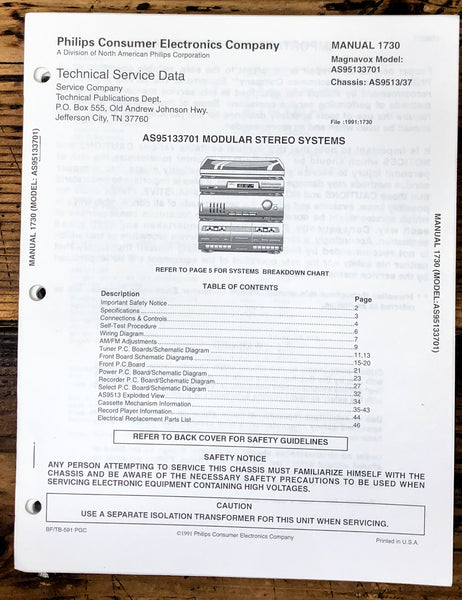 Philips Consumer Electronics Company
A Division of North American Philips Corporation
Technical Service Data
Service Company
Technical Publications Dept.
P.O. Box 555, Old Andrew Johnson Hwy.
Jefferson City, TN 37760
MANUAL 1730
Magnavox Model:
AS95133701
Chassis: AS9513/37
File :1991:1730
AS95133701 MODULAR STEREO SYSTEMS
MANUAL 1730 (MODEL: AS95133701)
MANUAL 1730 (MODEL:AS95133701)
REFER TO PAGE 5 FOR SYSTEMS BREAKDOWN CHART
TABLE OF CONTENTS
Description Page
Important Safety Notice 2
Specifications 3
Connections & Controls 4
Self-Test Procedure 6
Wiring Diagram 7
AM/FM Adjustments 9
Tuner P.C. Boards/Schematic Diagram 11,13
Front Board Schematic Diagrams 15-20
Front P.C.Board 21
Power P.C. Board/Schematic Diagram 23
Recorder P.C. Board/Schematic Diagram 27
Select P.C. Board/Schematic Diagram 32
AS9513 Exploded View 34
Cassette Mechanism Information 35-43
Record Player Information 44
Electrical Replacement Parts List 46
REFER TO BACK COVER FOR SAFETY GUIDELINES
SAFETY NOTICE
ANY PERSON ATTEMPTING TO SERVICE THIS CHASSIS MUST FAMILIARIZE HIMSELF WITH THE
CHASSIS AND BE AWARE OF THE NECESSARY SAFETY PRECAUTIONS TO BE USED WHEN
SERVICING ELECTRONIC EQUIPMENT CONTAINING HIGH VOLTAGES.
CAUTION
USE A SEPARATE ISOLATION TRANSFORMER FOR THIS UNIT WHEN SERVICING.
BF/TB-591 PGC
©1991 Philips Consumer Electronics Company
Printed in U.S.A.